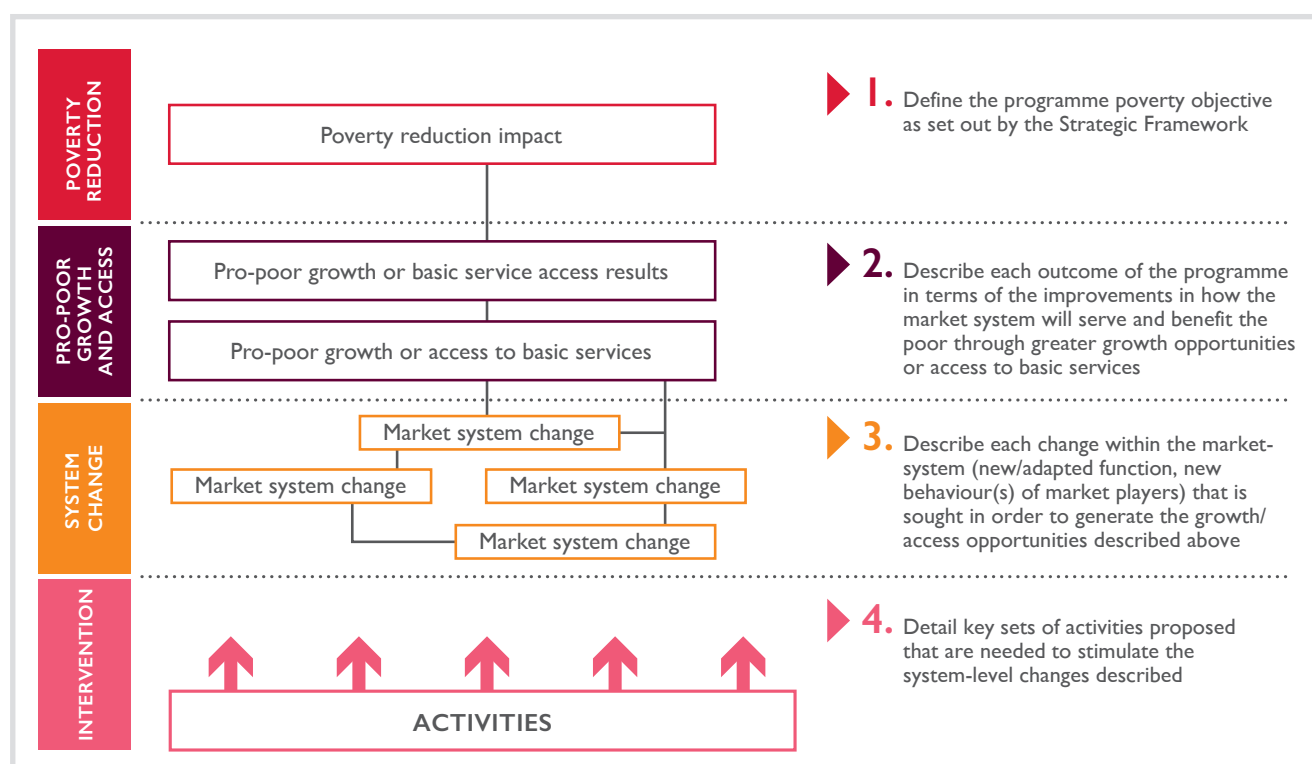 POVERTY
REDUCTION
Poverty reduction impact
1. Define the programme poverty objective
as set out by the Strategic Framework
PRO-POOR
GROWTH
AND ACCESS
Pro-poor growth or basic service access results
Pro-poor growth or access to basic services
2. Describe each outcome of the programme
in terms of the improvements in how the
market system will serve and benefit the
poor through greater growth opportunities
or access to basic services
SYSTEM
CHANGE
Market system change
Market system change
Market system change
Market system change
3. Describe each change within the market-
system (new/adapted function, new
behaviour(s) of market players) that is
sought in order to generate the growth/
access opportunities described above
INTERVENTION
ACTIVITIES
4. Detail key sets of activities proposed
that are needed to stimulate the
system-level changes described